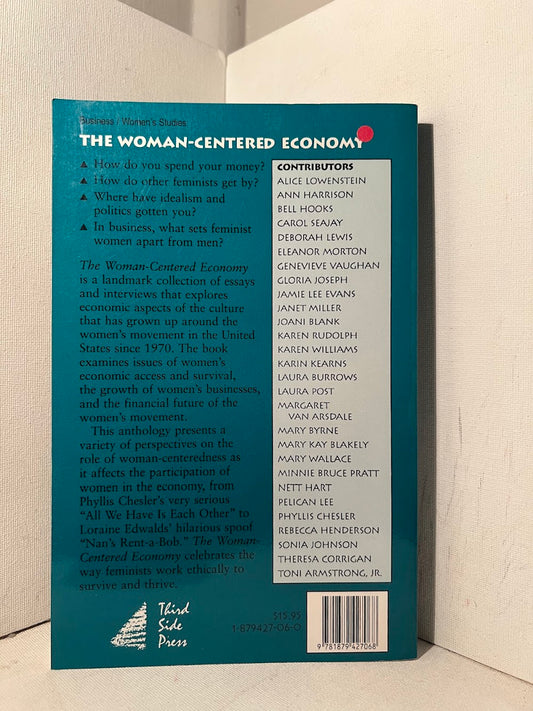 Business / Women's Studies
THE WOMAN-CENTERED ECONOMY
▲ How do you spend your money?
▲ How do other feminists get by?
▲ Where have idealism and
politics gotten you?
▲ In business, what sets feminist
women apart from men?
The Woman-Centered Economy
is a landmark collection of essays
and interviews that explores
economic aspects of the culture
that has grown up around the
women's movement in the United
States since 1970. The book
examines issues of women's
economic access and survival,
the growth of women's businesses,
and the financial future of the
women's movement.
This anthology presents a
variety of perspectives on the
role of woman-centeredness as
it affects the participation of
women in the economy, from
Phyllis Chesler's very serious
"All We Have Is Each Other" to
Loraine Edwalds' hilarious spoof
"Nan's Rent-a-Bob." The Woman-
Centered Economy celebrates the
way feminists work ethically to
survive and thrive.
CONTRIBUTORS
ALICE LOWENSTEIN
ANN HARRISON
BELL HOOKS
CAROL SEAJAY
DEBORAH LEWIS
ELEANOR MORTON
GENEVIEVE VAUGHAN
GLORIA JOSEPH
JAMIE LEE EVANS
JANET MILLER
JOANI BLANK
KAREN RUDOLPH
KAREN WILLIAMS
KARIN KEARNS
LAURA BURROWS
LAURA POST
MARGARET
VAN ARSDALE
MARY BYRNE
MARY KAY BLAKELY
MARY WALLACE
MINNIE BRUCE PRATT
NETT HART
PELICAN LEE
PHYLLIS CHESLER
REBECCA HENDERSON
SONIA JOHNSON
THERESA CORRIGAN
TONI ARMSTRONG, JR.
Third
Side
Press
$15.95
1-879427-06-0
9 781879 427068